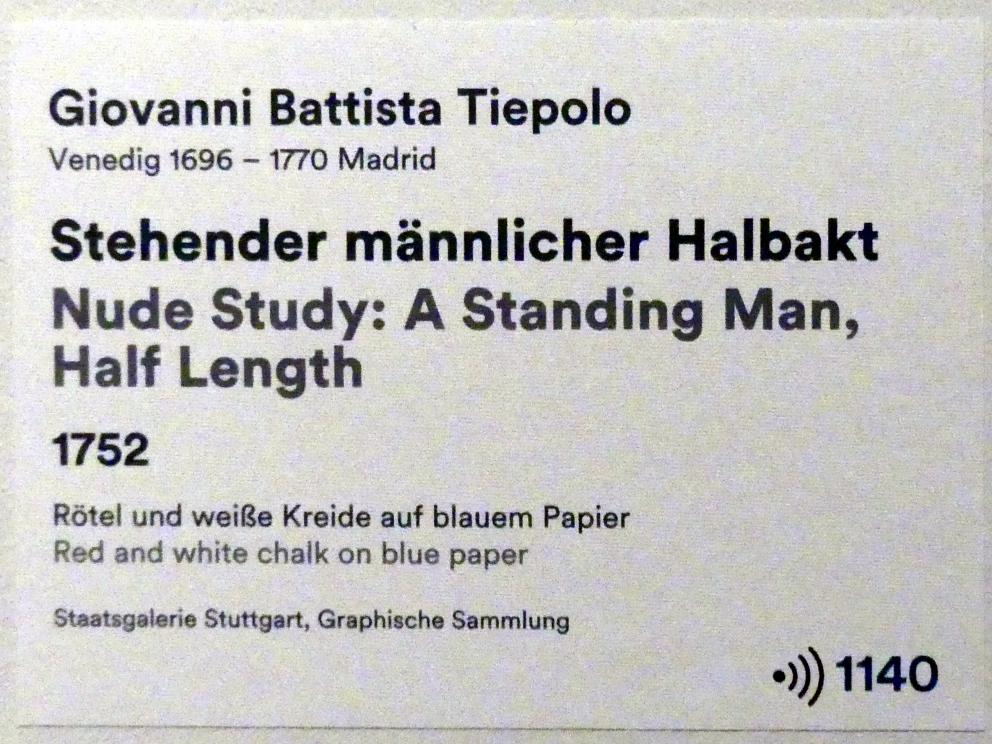 Giovanni Battista Tiepolo
Venedig 1696 – 1770 Madrid
Stehender männlicher Halbakt
Nude Study: A Standing Man,
Half Length
1752
Rötel und weiße Kreide auf blauem Papier
Red and white chalk on blue paper
Staatsgalerie Stuttgart, Graphische Sammlung
1140